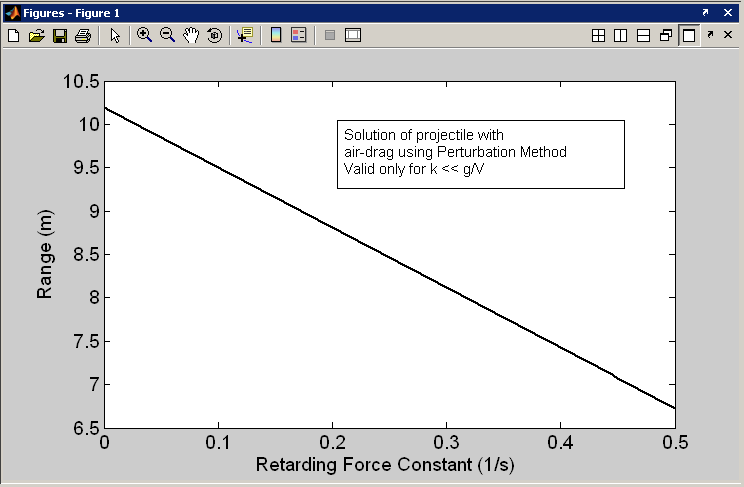 Figures - Figure 1
10.5
10
9.5
9
8.5
8
7.5
7
6.5
Range (m)
Solution of projectile with
air-drag using Perturbation Method
Valid only for k << g/V
0 0.1 0.2 0.3 0.4 0.5
Retarding Force Constant (1/s)